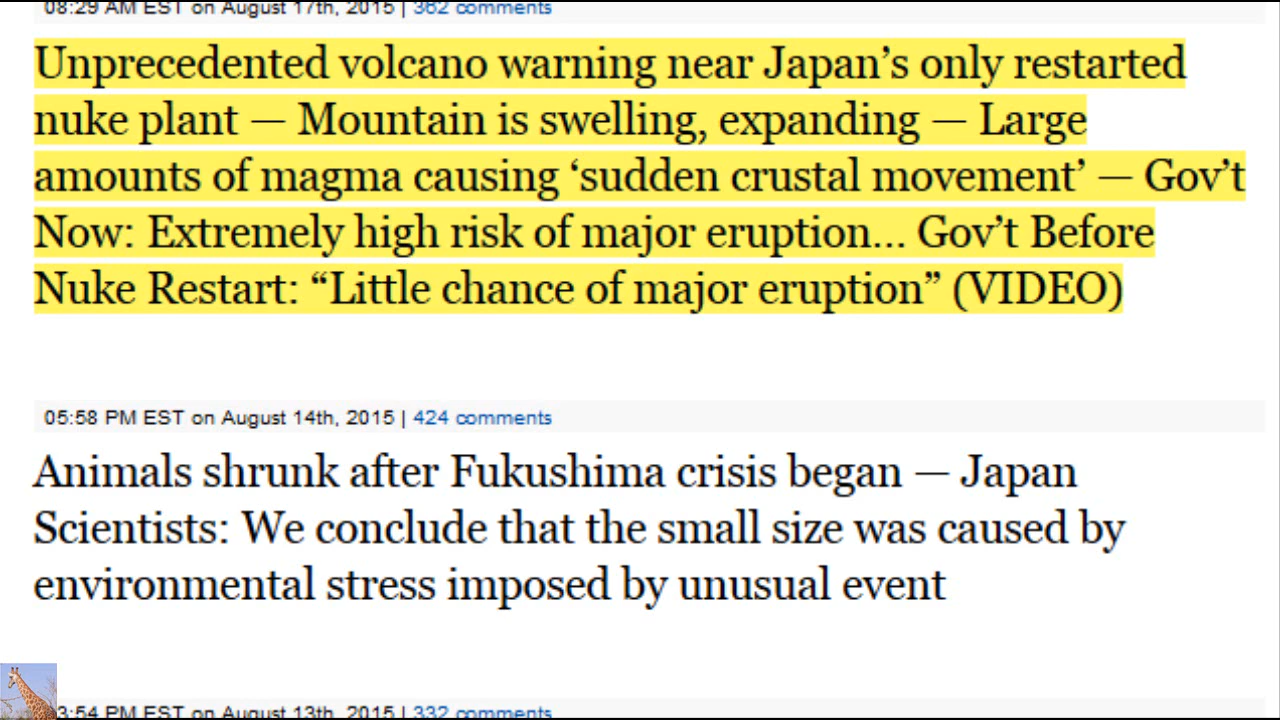 08:29 AM EST on August 17th, 2015 | 362 comments
Unprecedented volcano warning near Japan’s only restarted
nuke plant — Mountain is swelling, expanding — Large
amounts of magma causing ‘sudden crustal movement’ — Gov’t
Now: Extremely high risk of major eruption… Gov’t Before
Nuke Restart: “Little chance of major eruption” (VIDEO)
05:58 PM EST on August 14th, 2015 | 424 comments
Animals shrunk after Fukushima crisis began — Japan
Scientists: We conclude that the small size was caused by
environmental stress imposed by unusual event
3:54 PM EST on August 13th, 2015 | 332 comments